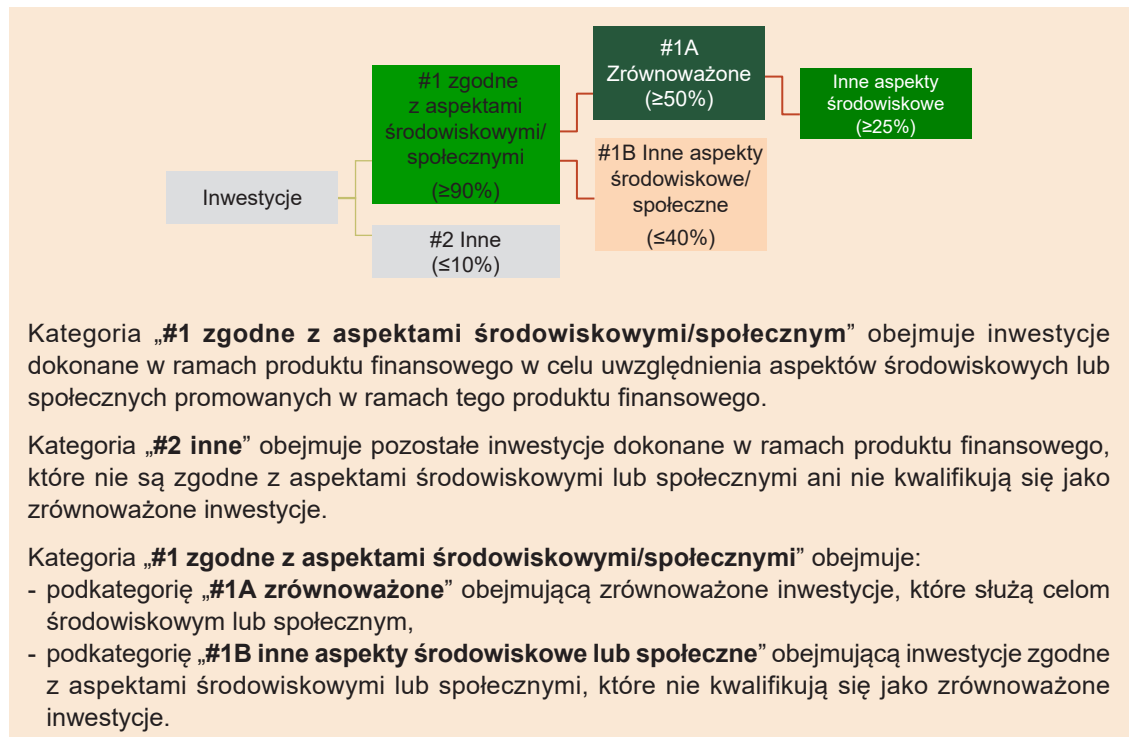 #1A
Zrównoważone
(≥50%)
Inne aspekty
środowiskowe
(≥25%)
#1 zgodne
z aspektami
środowiskowymi/
społecznymi
(≥90%)
#1B Inne aspekty
środowiskowe/
społeczne
(≤40%)
Inwestycje
#2 Inne
(≤10%)
Kategoria „#1 zgodne z aspektami środowiskowymi/społecznym” obejmuje inwestycje
dokonane w ramach produktu finansowego w celu uwzględnienia aspektów środowiskowych lub
społecznych promowanych w ramach tego produktu finansowego.
Kategoria „#2 inne” obejmuje pozostałe inwestycje dokonane w ramach produktu finansowego,
które nie są zgodne z aspektami środowiskowymi lub społecznymi ani nie kwalifikują się jako
zrównoważone inwestycje.
Kategoria „#1 zgodne z aspektami środowiskowymi/społecznymi” obejmuje:
- podkategorię „#1A zrównoważone” obejmującą zrównoważone inwestycje, które służą celom
środowiskowym lub społecznym,
- podkategorię „#1B inne aspekty środowiskowe lub społeczne” obejmującą inwestycje zgodne
z aspektami środowiskowymi lub społecznymi, które nie kwalifikują się jako zrównoważone
inwestycje.